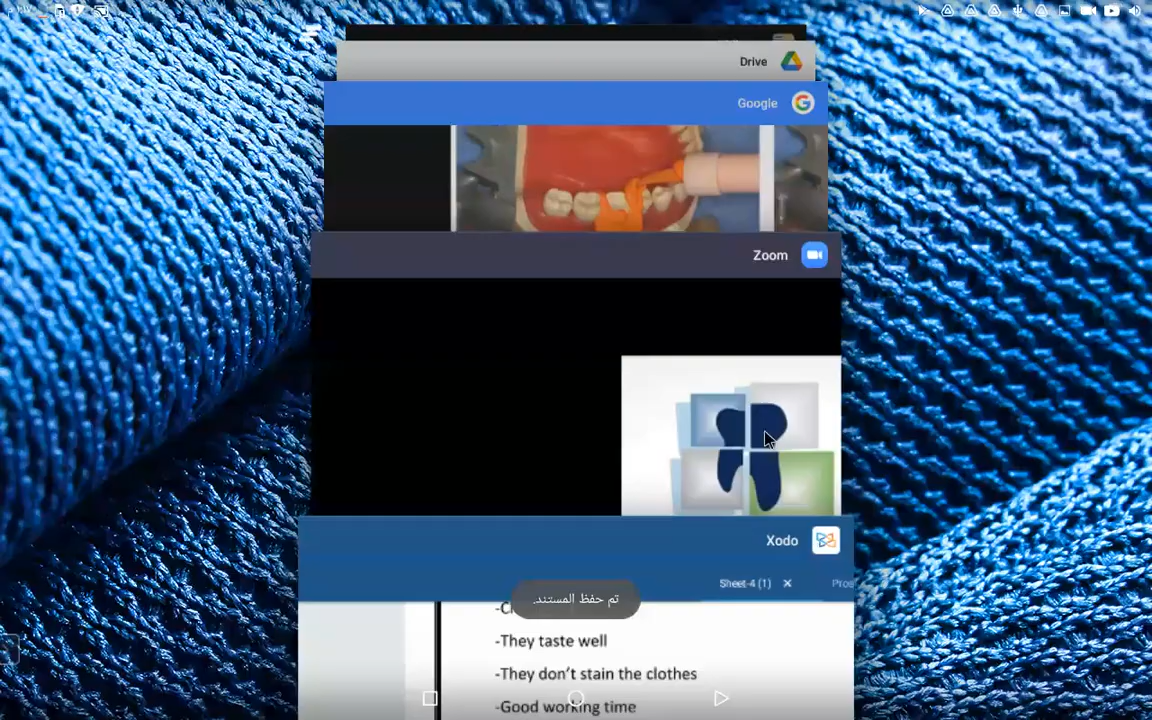 Drive
Google
Zoom
Xodo
Sheet-4 (1) ×
تم حفظ المستند.
-They taste well
-They don't stain the clothes
-Good working time